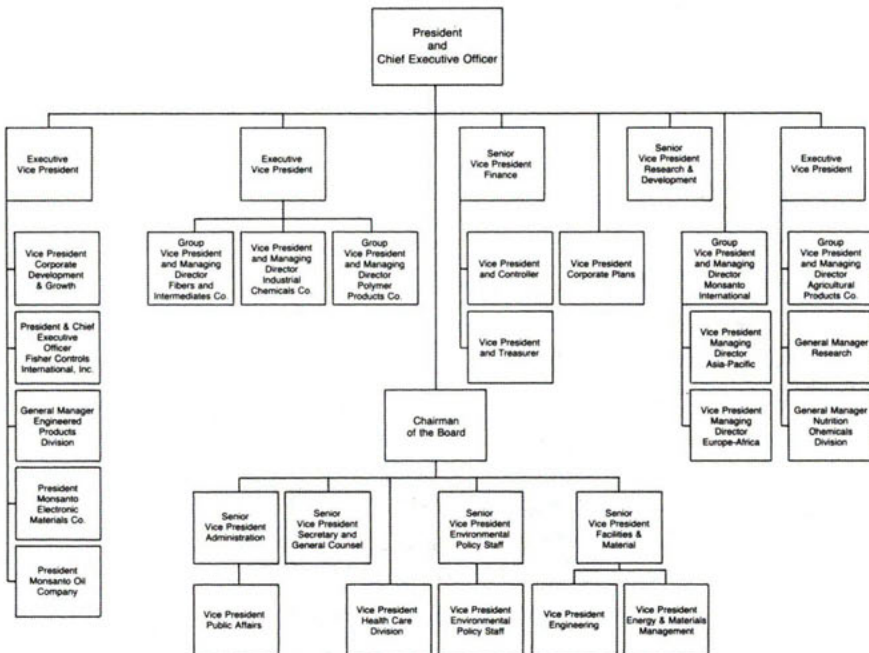 President
and
Chief Executive Officer
Executive
Vice President
Executive
Vice President
Senior
Vice President
Finance
Senior
Vice President
Research &
Development
Executive
Vice President
Vice President
Corporate
Development
& Growth
Group
Vice President
and Managing
Director
Fibers and
Intermediates Co.
Vice President
and Managing
Director
Industrial
Chemicals Co.
Group
Vice President
and Managing
Director
Polymer
Products Co.
Vice President
and Controller
Vice President
Corporate Plans
Group
Vice President
and Managing
Director
Monsanto
International
Group
Vice President
and Managing
Director
Agricultural
Products Co.
President & Chief
Executive
Officer
Fisher Controls
International, Inc.
Vice President
and Treasurer
Vice President
Managing
Director
Asia-Pacific
General Manager
Research
General Manager
Engineered
Products
Division
Chairman
of the Board
Vice President
Managing
Director
Europe-Africa
General Manager
Nutrition
Ohemicals
Division
President
Monsanto
Electronic
Materials Co.
Senior
Vice President
Administration
Senior
Vice President
Secretary and
General Counsel
Senior
Vice President
Environmental
Policy Staff
Senior
Vice President
Facilities &
Material
President
Monsanto Oil
Company
Vice President
Public Affairs
Vice President
Health Care
Division
Vice President
Environmental
Policy Staff
Vice President
Engineering
Vice President
Energy & Materials
Management